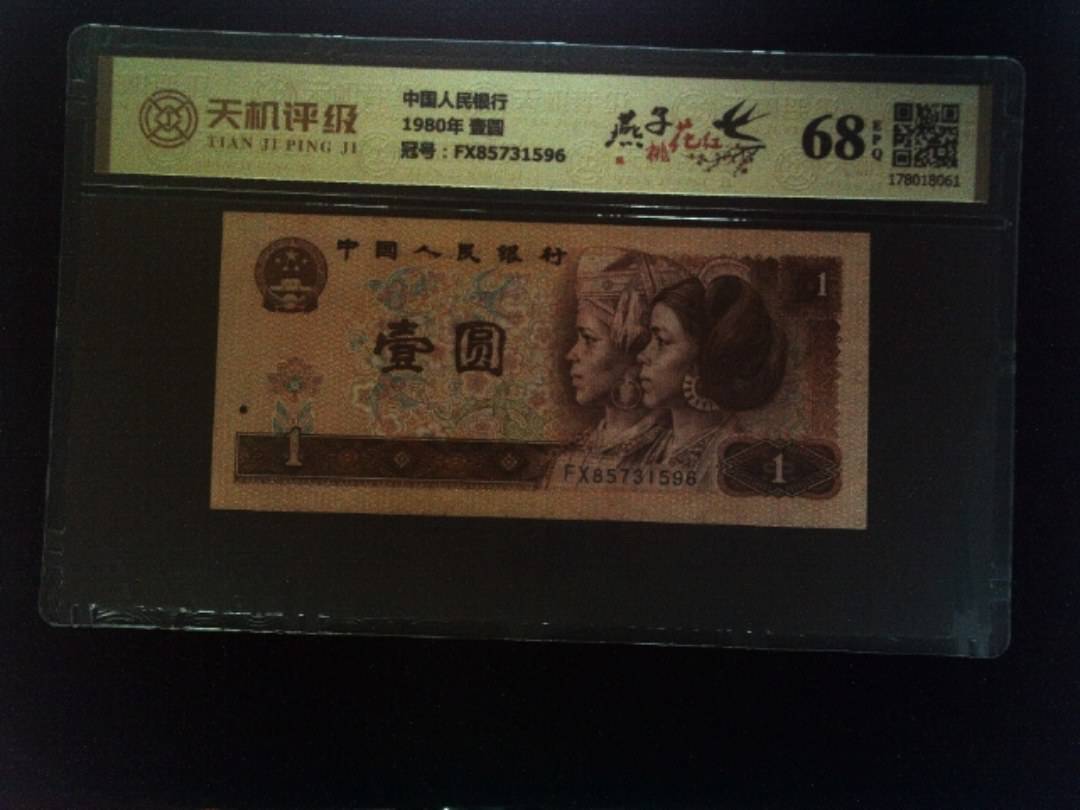 天机评级
TIAN JI PING JI
中国人民银行
1980年 壹圆
冠号：FX85731596
燕子
桃花红
68
EPQ
178018061
中国人民银行
1
壹圆
1
FX85731596
1